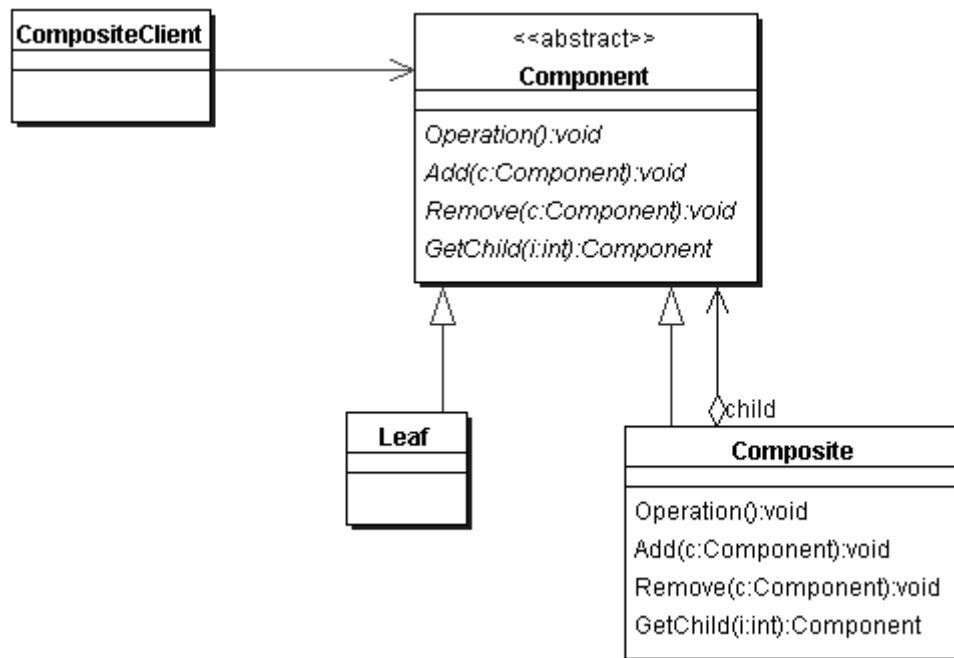 CompositeClient
<<abstract>>
Component
Operation():void
Add(c:Component):void
Remove(c:Component):void
GetChild(i:int):Component
Leaf
child
Composite
Operation():void
Add(c:Component):void
Remove(c:Component):void
GetChild(i:int):Component